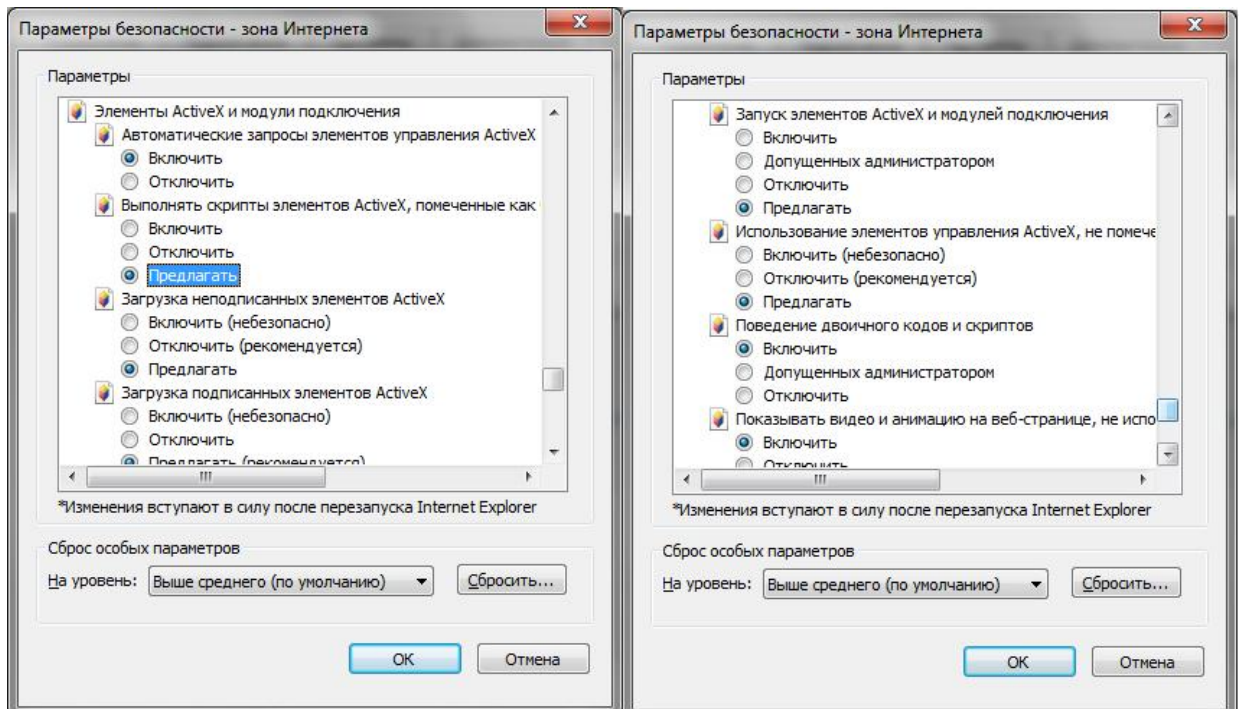 Параметры безопасности - зона Интернета
Параметры
Элементы ActiveX и модули подключения
Автоматические запросы элементов управления ActiveX
Включить
Отключить
Выполнять скрипты элементов ActiveX, помеченные как
Включить
Отключить
Предлагать
Загрузка неподписанных элементов ActiveX
Включить (небезопасно)
Отключить (рекомендуется)
Предлагать
Загрузка подписанных элементов ActiveX
Включить (небезопасно)
Отключить
Предлагать (рекомендуется)
*Изменения вступают в силу после перезапуска Internet Explorer
Сброс особых параметров
На уровень: Выше среднего (по умолчанию) Сбросить...
OK Отмена
Параметры безопасности - зона Интернета
Параметры
Запуск элементов ActiveX и модулей подключения
Включить
Допущенных администратором
Отключить
Предлагать
Использование элементов управления ActiveX, не помече
Включить (небезопасно)
Отключить (рекомендуется)
Предлагать
Поведение двоичного кодов и скриптов
Включить
Допущенных администратором
Отключить
Показывать видео и анимацию на веб-странице, не испо
Включить
Отключить
*Изменения вступают в силу после перезапуска Internet Explorer
Сброс особых параметров
На уровень: Выше среднего (по умолчанию) Сбросить...
OK Отмена